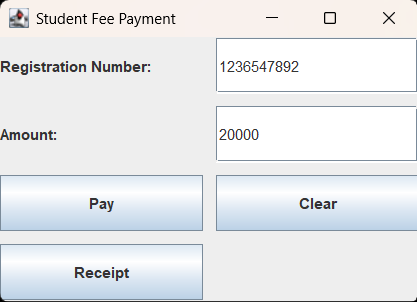 Student Fee Payment
Registration Number: 1236547892
Amount: 20000
Pay Clear
Receipt